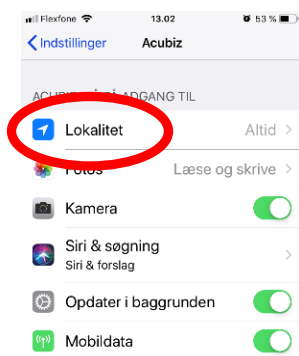 Flexfone 13.02 53 %
Indstillinger Acubiz
ADGANG TIL
Lokalitet Altid
Fotos Læse og skrive
Kamera
Siri & søgning
Siri & forslag
Opdater i baggrunden
Mobildata